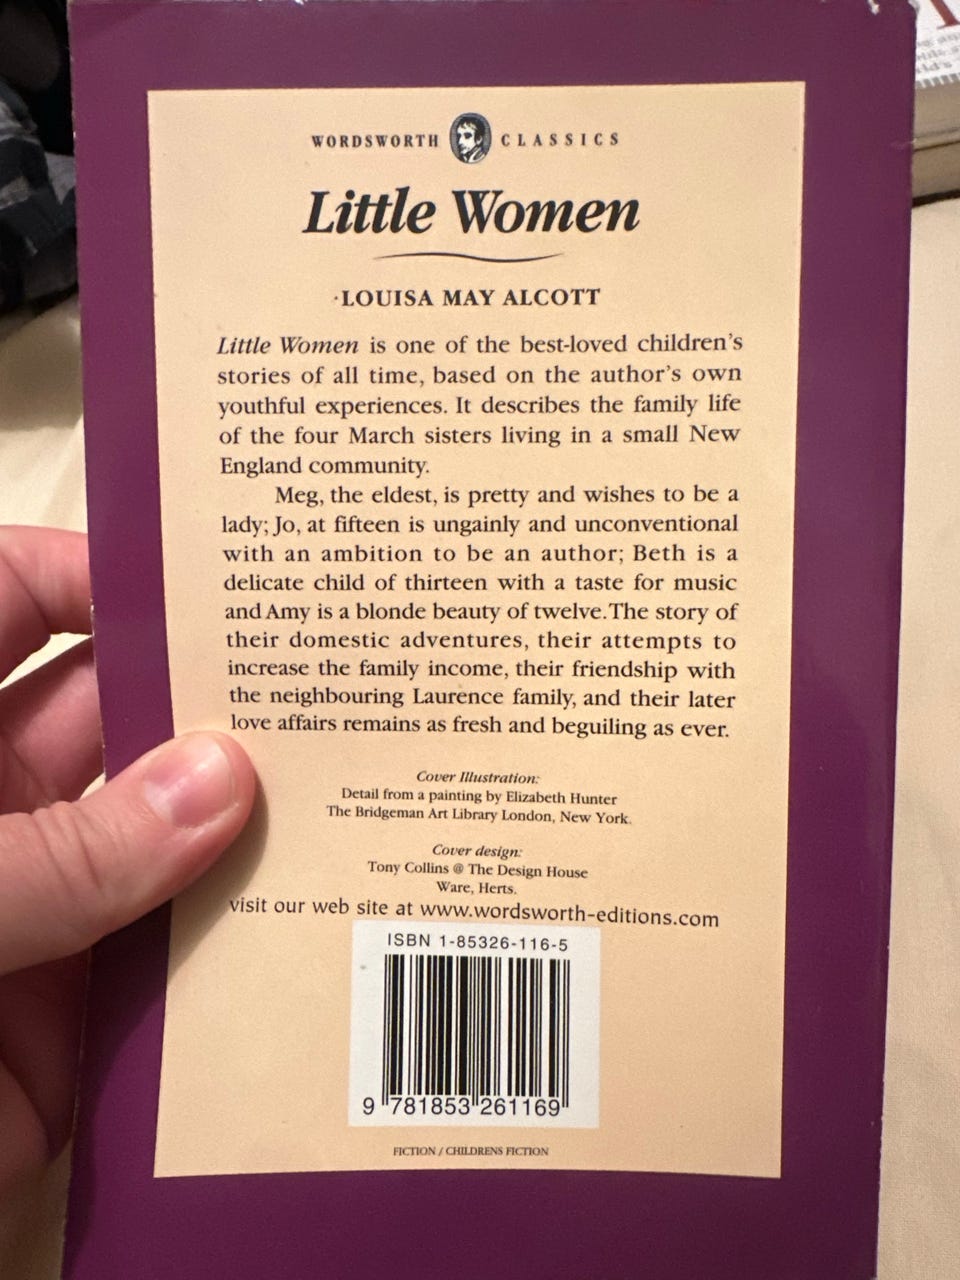 WORDSWORTH CLASSICS
Little Women
LOUISA MAY ALCOTT
Little Women is one of the best-loved children's
stories of all time, based on the author's own
youthful experiences. It describes the family life
of the four March sisters living in a small New
England community.
Meg, the eldest, is pretty and wishes to be a
lady; Jo, at fifteen is ungainly and unconventional
with an ambition to be an author; Beth is a
delicate child of thirteen with a taste for music
and Amy is a blonde beauty of twelve. The story of
their domestic adventures, their attempts to
increase the family income, their friendship with
the neighbouring Laurence family, and their later
love affairs remains as fresh and beguiling as ever.
Cover Illustration:
Detail from a painting by Elizabeth Hunter
The Bridgeman Art Library London, New York.
Cover design:
Tony Collins @ The Design House
Ware, Herts.
visit our web site at www.wordsworth-editions.com
ISBN 1-85326-116-5
9 781853 261169
FICTION / CHILDRENS FICTION